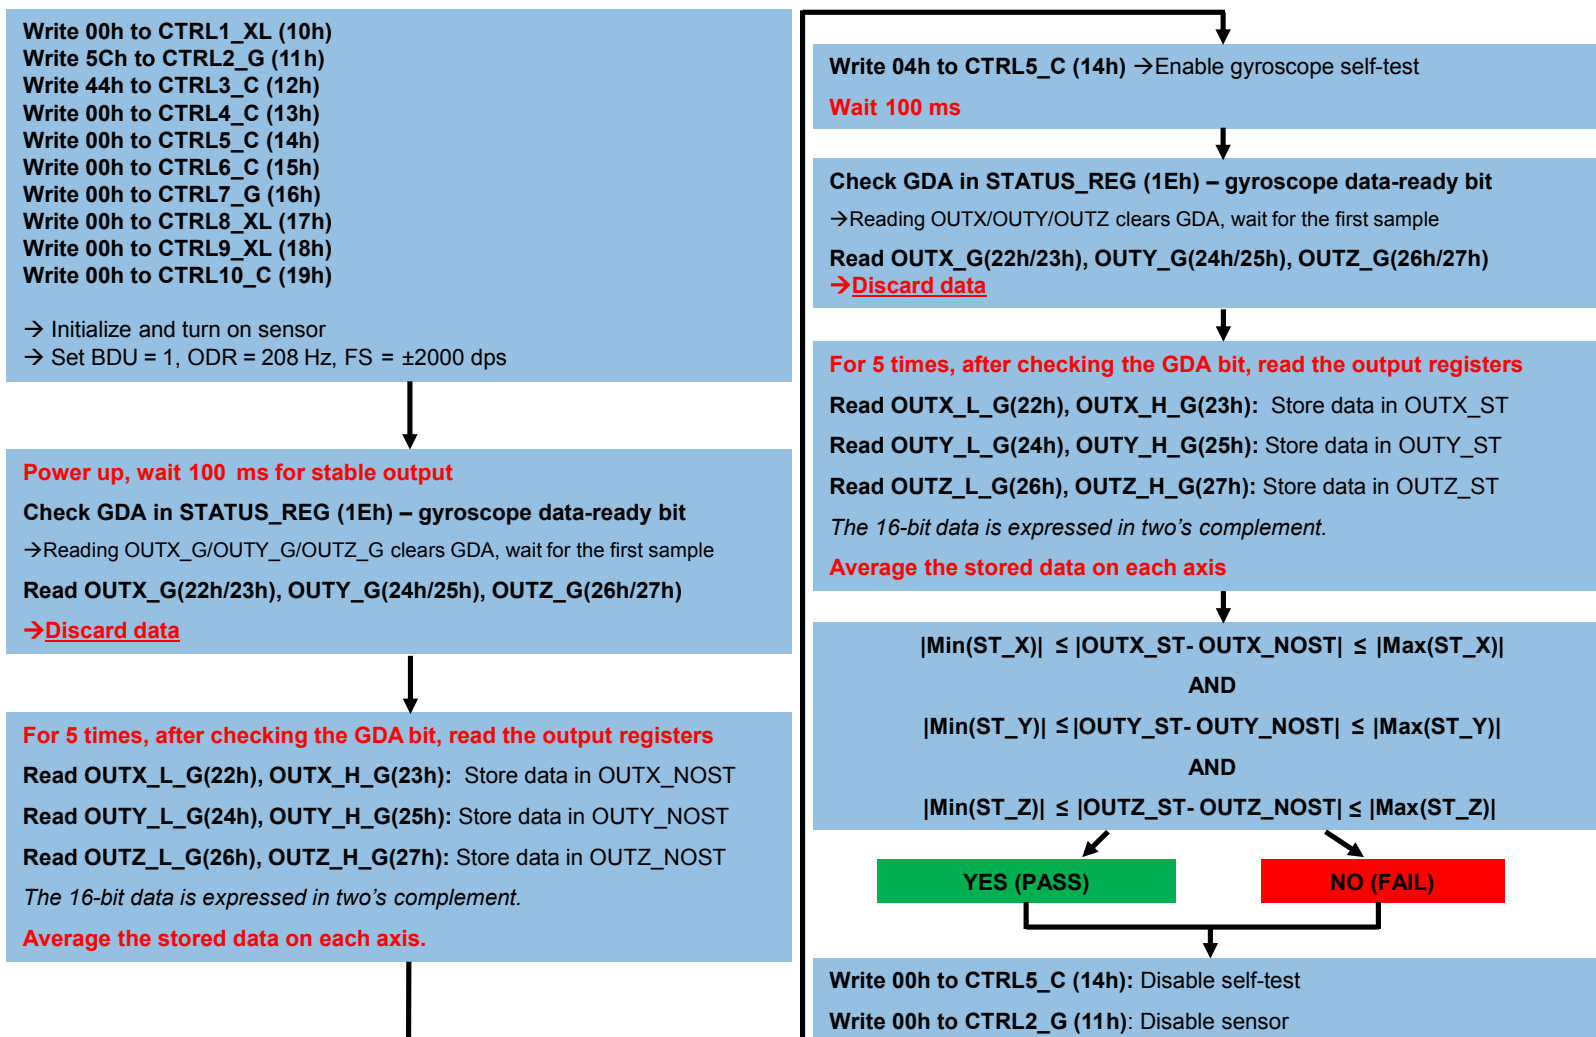 Write 00h to CTRL1_XL (10h)
Write 5Ch to CTRL2_G (11h)
Write 44h to CTRL3_C (12h)
Write 00h to CTRL4_C (13h)
Write 00h to CTRL5_C (14h)
Write 00h to CTRL6_C (15h)
Write 00h to CTRL7_G (16h)
Write 00h to CTRL8_XL (17h)
Write 00h to CTRL9_XL (18h)
Write 00h to CTRL10_C (19h)
→ Initialize and turn on sensor
→ Set BDU = 1, ODR = 208 Hz, FS = ±2000 dps
Power up, wait 100 ms for stable output
Check GDA in STATUS_REG (1Eh) – gyroscope data-ready bit
→Reading OUTX_G/OUTY_G/OUTZ_G clears GDA, wait for the first sample
Read OUTX_G(22h/23h), OUTY_G(24h/25h), OUTZ_G(26h/27h)
→Discard data
For 5 times, after checking the GDA bit, read the output registers
Read OUTX_L_G(22h), OUTX_H_G(23h): Store data in OUTX_NOST
Read OUTY_L_G(24h), OUTY_H_G(25h): Store data in OUTY_NOST
Read OUTZ_L_G(26h), OUTZ_H_G(27h): Store data in OUTZ_NOST
The 16-bit data is expressed in two's complement.
Average the stored data on each axis.
Write 04h to CTRL5_C (14h) →Enable gyroscope self-test
Wait 100 ms
Check GDA in STATUS_REG (1Eh) – gyroscope data-ready bit
→Reading OUTX/OUTY/OUTZ clears GDA, wait for the first sample
Read OUTX_G(22h/23h), OUTY_G(24h/25h), OUTZ_G(26h/27h)
→Discard data
For 5 times, after checking the GDA bit, read the output registers
Read OUTX_L_G(22h), OUTX_H_G(23h): Store data in OUTX_ST
Read OUTY_L_G(24h), OUTY_H_G(25h): Store data in OUTY_ST
Read OUTZ_L_G(26h), OUTZ_H_G(27h): Store data in OUTZ_ST
The 16-bit data is expressed in two's complement.
Average the stored data on each axis
|Min(ST_X)| ≤ |OUTX_ST- OUTX_NOST| ≤ |Max(ST_X)|
AND
|Min(ST_Y)| ≤ |OUTY_ST- OUTY_NOST| ≤ |Max(ST_Y)|
AND
|Min(ST_Z)| ≤ |OUTZ_ST- OUTZ_NOST| ≤ |Max(ST_Z)|
YES (PASS)
NO (FAIL)
Write 00h to CTRL5_C (14h): Disable self-test
Write 00h to CTRL2_G (11h): Disable sensor